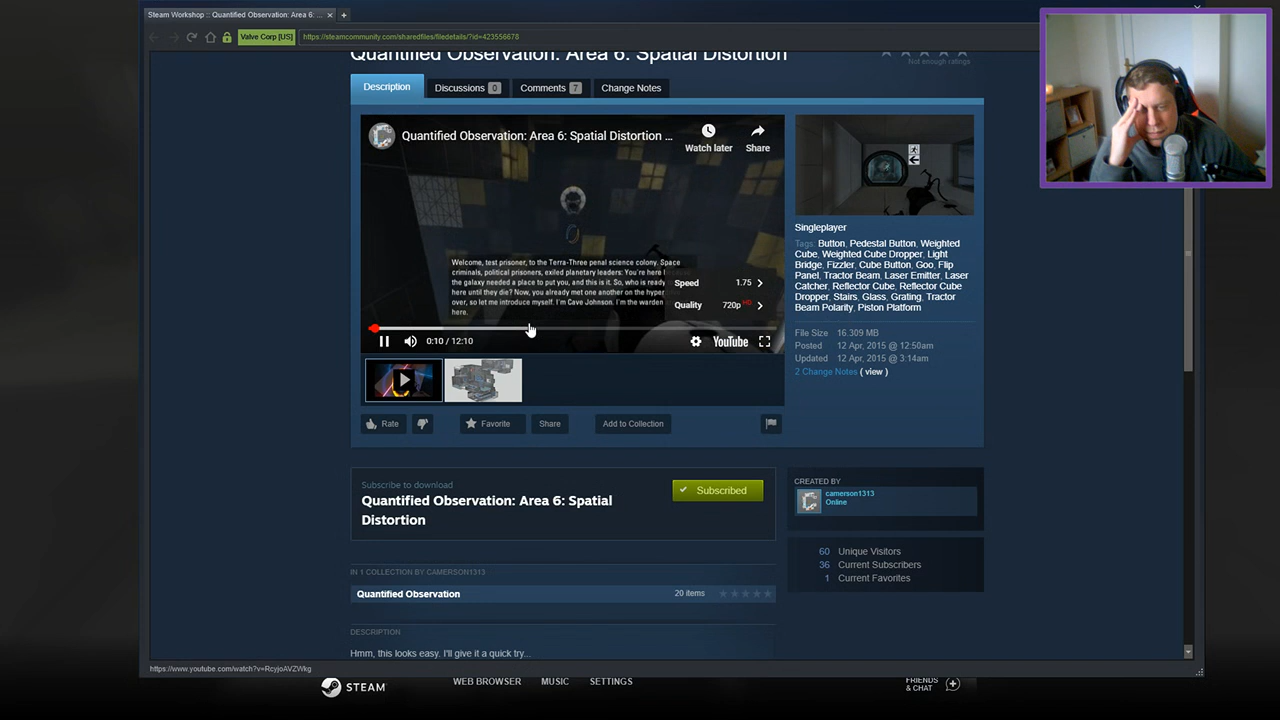 Steam Workshop :: Quantified Observation: Area 6: ...
Valve Corp [US]
https://steamcommunity.com/sharedfiles/filedetails/?id=423556678
Quantified Observation: Area 6: Spatial Distortion
Not enough ratings
Description
Discussions 0
Comments 7
Change Notes
Quantified Observation: Area 6: Spatial Distortion ...
Watch later
Share
Welcome, test prisoner, to the Terra-Three penal science colony. Space
criminals, political prisoners, exiled planetary leaders: You're here
the galaxy needed a place to put you, and this is it. So, who is ready
here until they die? Now, you already met one another on the hyper
over, so let me introduce myself. I'm Cave Johnson. I'm the warden
here.
Speed 1.75
Quality 720p HD
0:10 / 12:10
YouTube
Singleplayer
Tags: Button, Pedestal Button, Weighted
Cube, Weighted Cube Dropper, Light
Bridge, Fizzler, Cube Button, Goo, Flip
Panel, Tractor Beam, Laser Emitter, Laser
Catcher, Reflector Cube, Reflector Cube
Dropper, Stairs, Glass, Grating, Tractor
Beam Polarity, Piston Platform
File Size 16.309 MB
Posted 12 Apr, 2015 @ 12:50am
Updated 12 Apr, 2015 @ 3:14am
2 Change Notes ( view )
Rate
Favorite
Share
Add to Collection
Subscribe to download
Quantified Observation: Area 6: Spatial
Distortion
Subscribed
CREATED BY
camerson1313
Online
60 Unique Visitors
36 Current Subscribers
1 Current Favorites
IN 1 COLLECTION BY CAMERSON1313
Quantified Observation
20 items
DESCRIPTION
Hmm, this looks easy. I'll give it a quick try...
https://www.youtube.com/watch?v=RcyjoAVZWkg
STEAM
WEB BROWSER
MUSIC
SETTINGS
FRIENDS
& CHAT